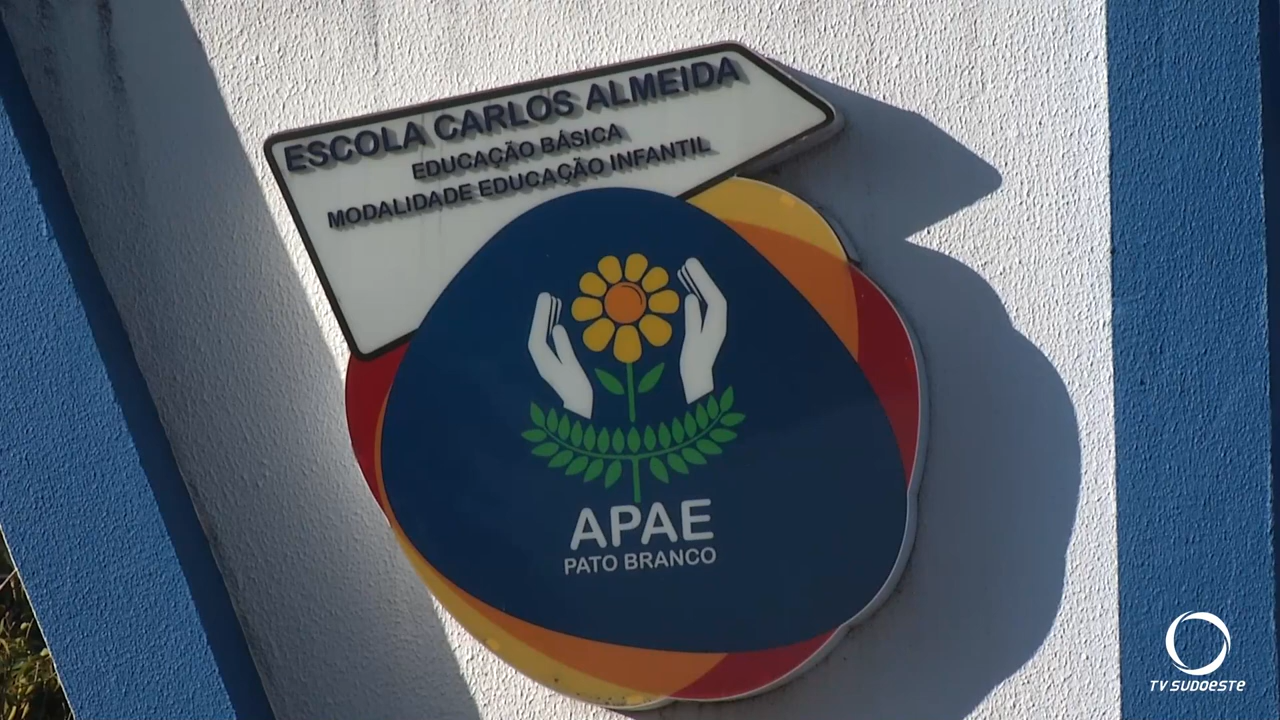 ESCOLA CARLOS ALMEIDA
EDUCAÇÃO BÁSICA
MODALIDADE EDUCAÇÃO INFANTIL
APAE
PATO BRANCO
TV SUDOESTE